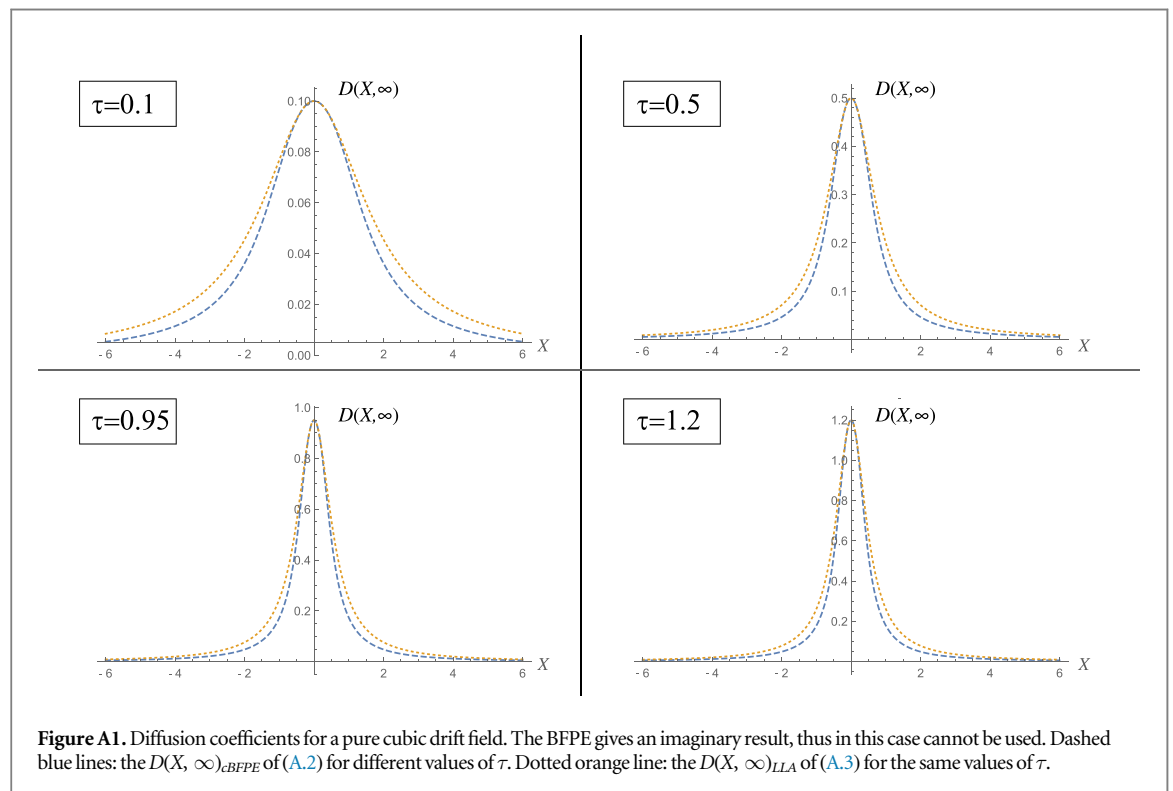 τ=0.1
D(X,∞)
0.10
0.08
0.06
0.04
0.02
0.00
- 6 - 4 - 2 2 4 6 X
τ=0.5
D(X,∞)
0.5
0.4
0.3
0.2
0.1
- 6 - 4 - 2 2 4 6 X
τ=0.95
D(X,∞)
1.0
0.8
0.6
0.4
0.2
- 6 - 4 - 2 2 4 6 X
τ=1.2
D(X,∞)
1.2
1.0
0.8
0.6
0.4
0.2
- 6 - 4 - 2 2 4 6 X
Figure A1. Diffusion coefficients for a pure cubic drift field. The BFPE gives an imaginary result, thus in this case cannot be used. Dashed
blue lines: the D(X, ∞)cBFPE of (A.2) for different values of τ. Dotted orange line: the D(X, ∞)LLA of (A.3) for the same values of τ.